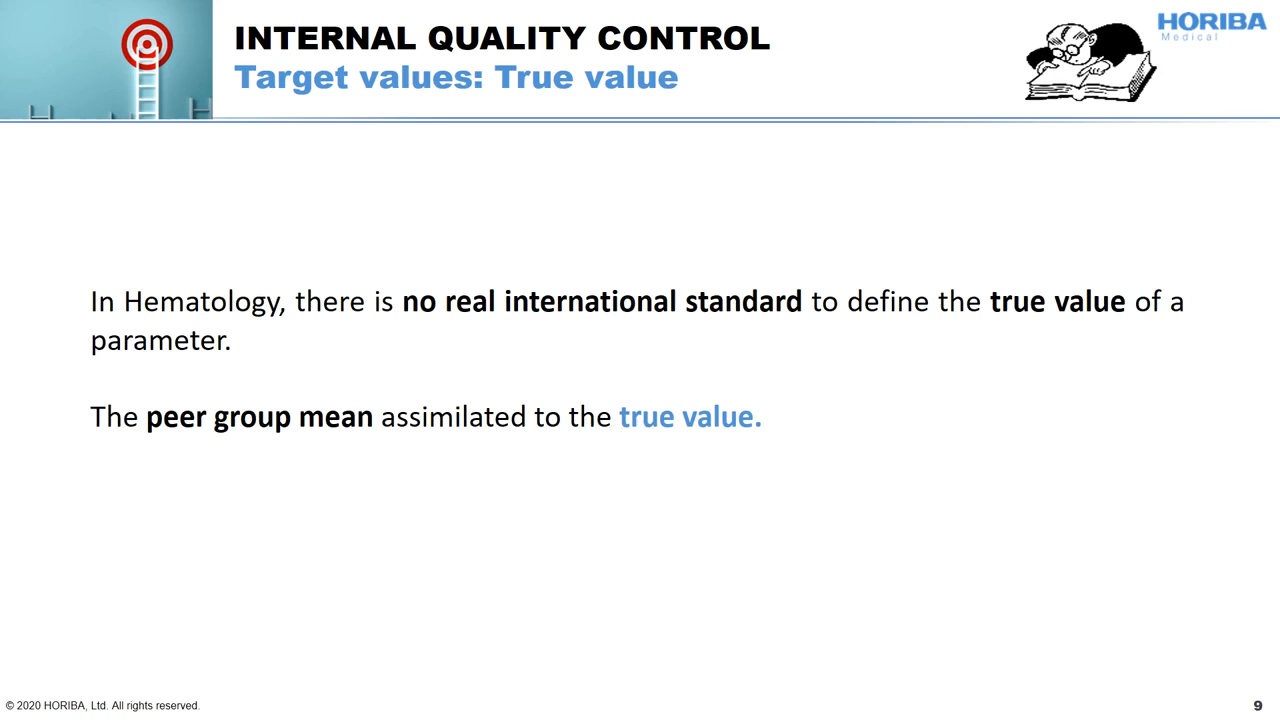 INTERNAL QUALITY CONTROL
Target values: True value
HORIBA
Medical
In Hematology, there is no real international standard to define the true value of a
parameter.
The peer group mean assimilated to the true value.
© 2020 HORIBA, Ltd. All rights reserved.
9